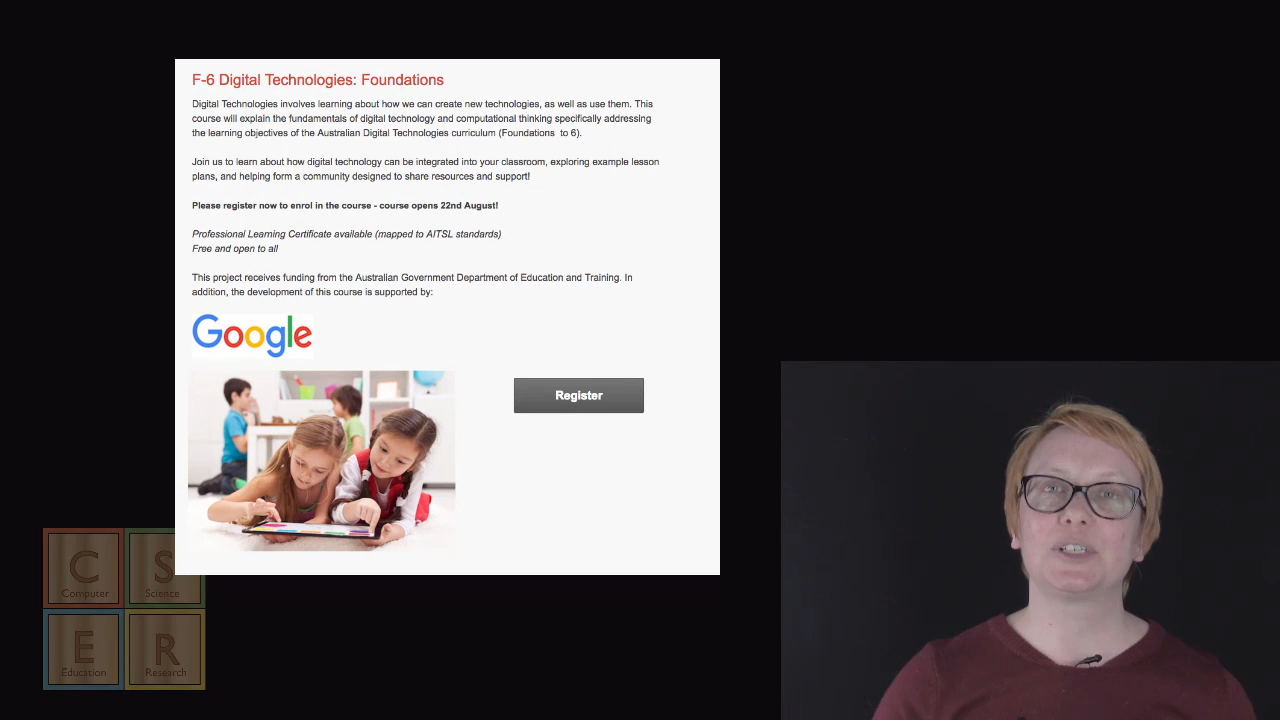 F-6 Digital Technologies: Foundations
Digital Technologies involves learning about how we can create new technologies, as well as use them. This
course will explain the fundamentals of digital technology and computational thinking specifically addressing
the learning objectives of the Australian Digital Technologies curriculum (Foundations to 6).
Join us to learn about how digital technology can be integrated into your classroom, exploring example lesson
plans, and helping form a community designed to share resources and support!
Please register now to enrol in the course - course opens 22nd August!
Professional Learning Certificate available (mapped to AITSL standards)
Free and open to all
This project receives funding from the Australian Government Department of Education and Training. In
addition, the development of this course is supported by:
Google
Register
C S
Computer Science
E R
Education Research